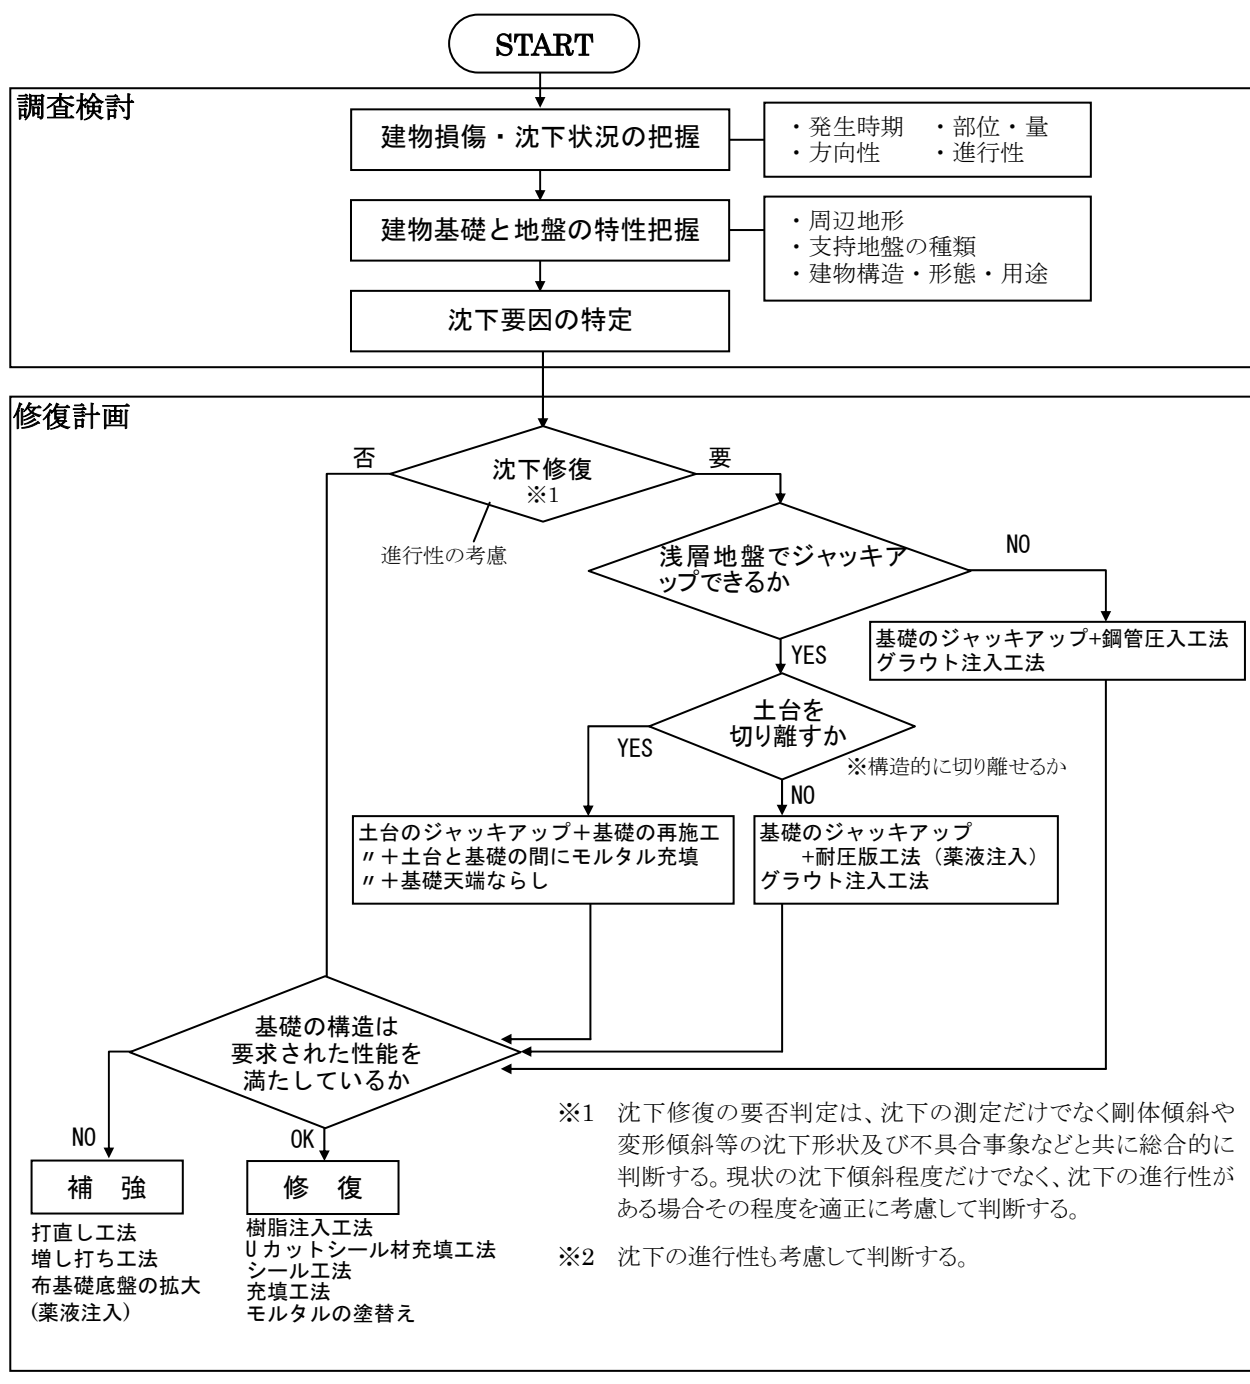 START
調査検討
建物損傷・沈下状況の把握
・発生時期 ・部位・量
・方向性 ・進行性
建物基礎と地盤の特性把握
・周辺地形
・支持地盤の種類
・建物構造・形態・用途
沈下要因の特定
修復計画
否
沈下修復
※1
要
進行性の考慮
浅層地盤でジャッキア
ップできるか
NO
基礎のジャッキアップ+鋼管圧入工法
グラウト注入工法
YES
土台を
切り離すか
YES
※構造的に切り離せるか
NO
土台のジャッキアップ＋基礎の再施工
〃＋土台と基礎の間にモルタル充填
〃＋基礎天端ならし
基礎のジャッキアップ
+耐圧版工法（薬液注入）
グラウト注入工法
基礎の構造は
要求された性能を
満たしているか
NO
OK
補 強
修 復
打直し工法
増し打ち工法
布基礎底盤の拡大
(薬液注入)
樹脂注入工法
Uカットシール材充填工法
シール工法
充填工法
モルタルの塗替え
※1 沈下修復の要否判定は、沈下の測定だけでなく剛体傾斜や
変形傾斜等の沈下形状及び不具合事象などと共に総合的に
判断する。現状の沈下傾斜程度だけでなく、沈下の進行性が
ある場合その程度を適正に考慮して判断する。
※2 沈下の進行性も考慮して判断する。